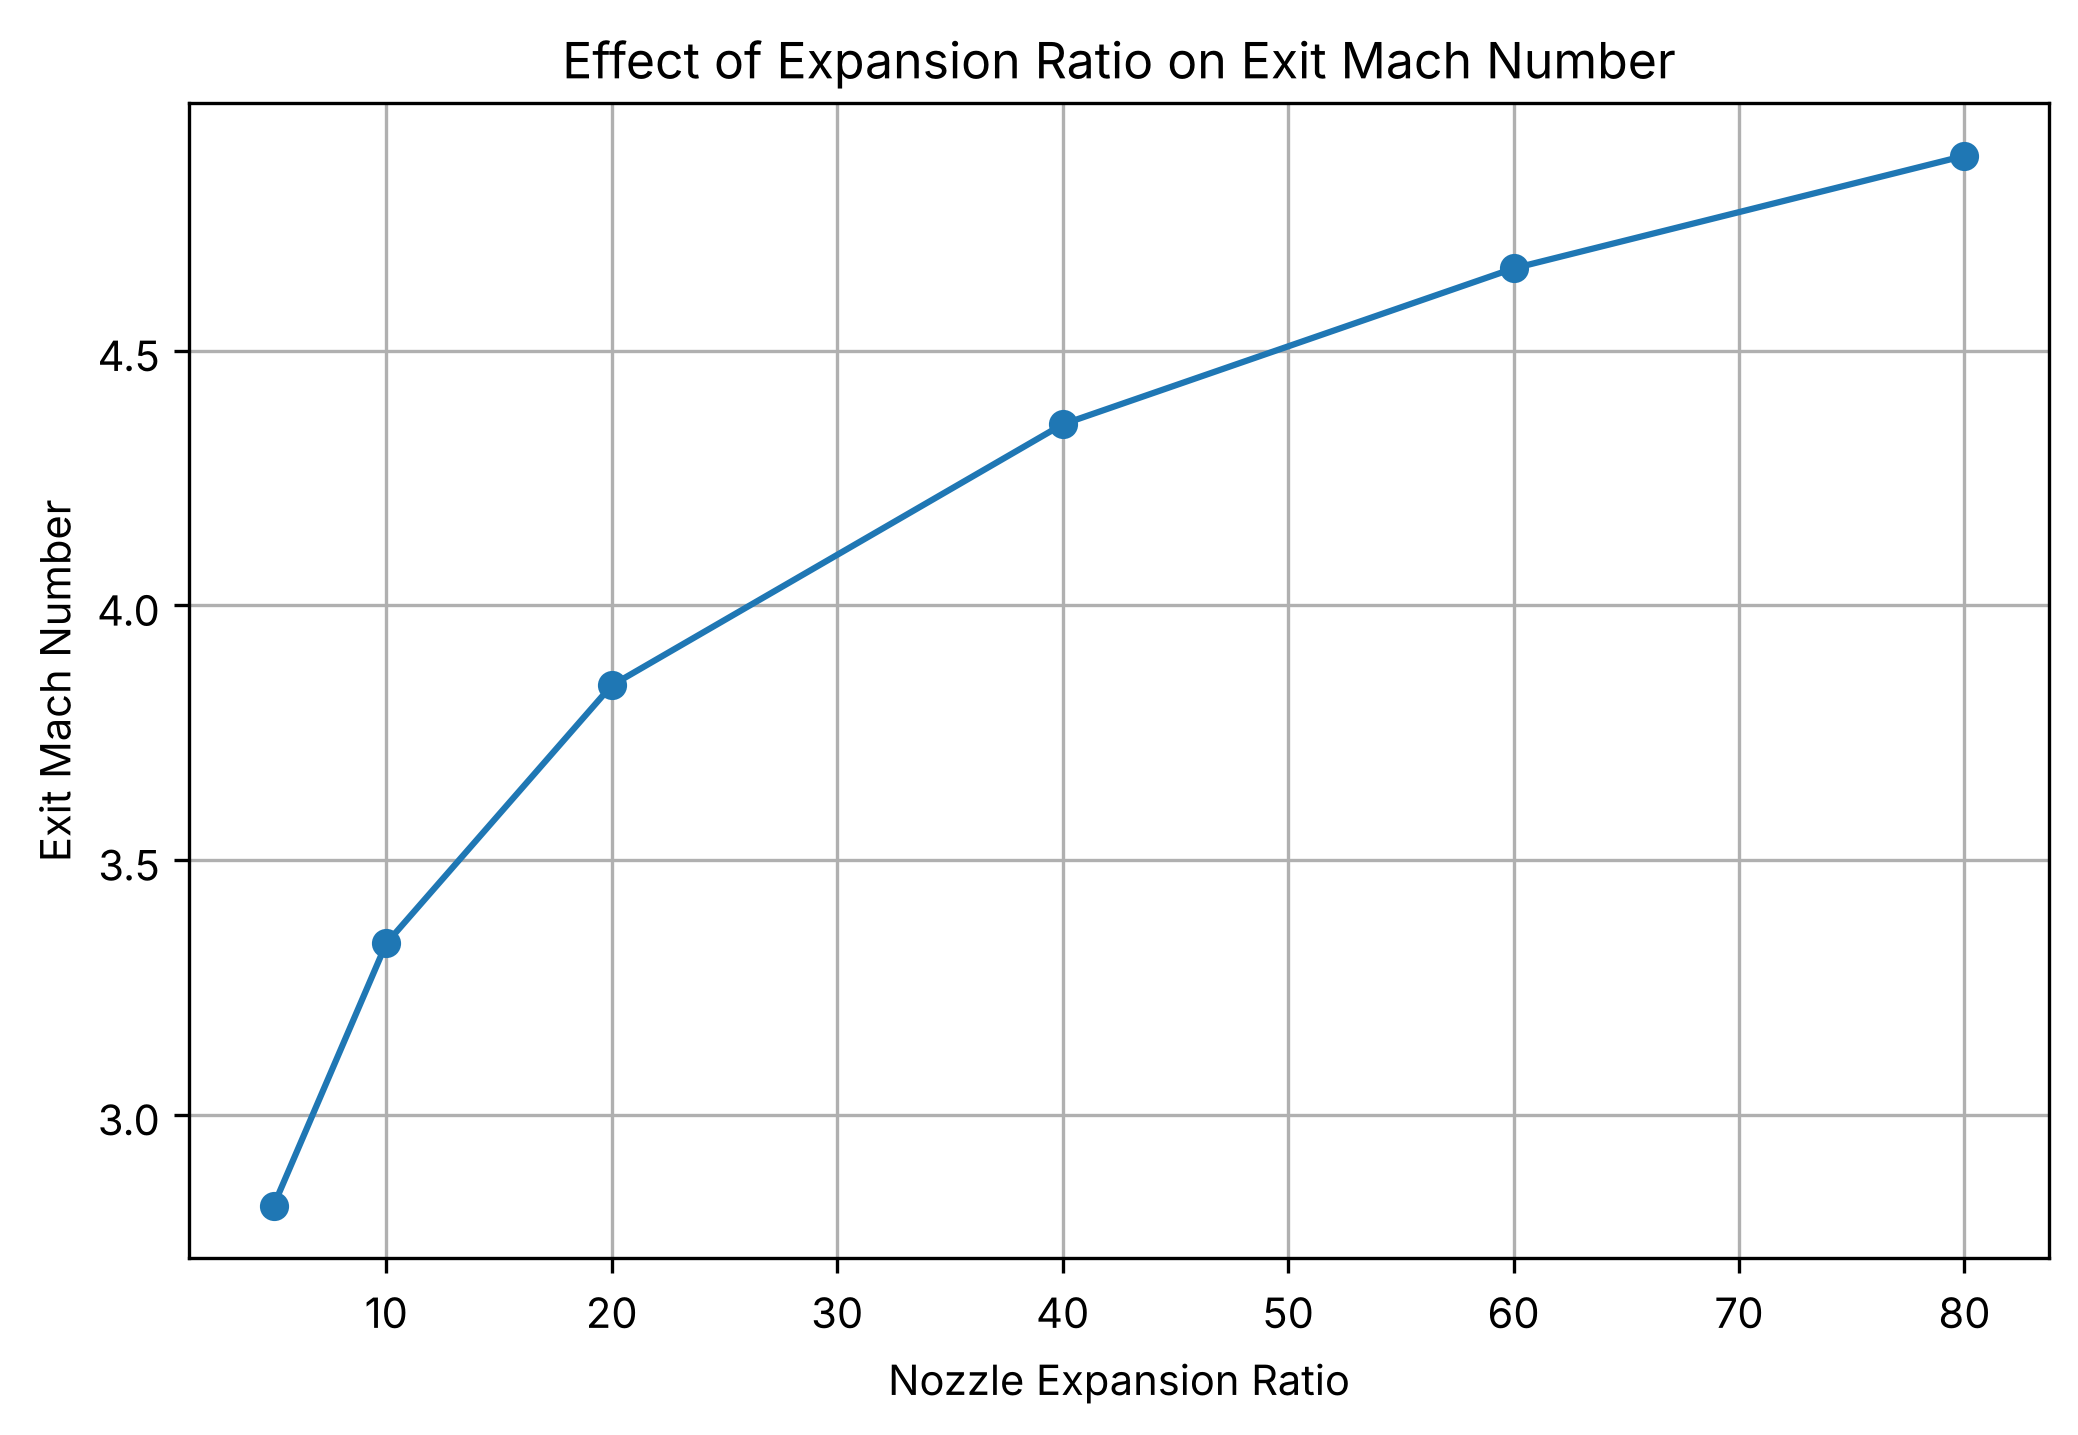 Effect of Expansion Ratio on Exit Mach Number
Exit Mach Number
4.5
4.0
3.5
3.0
10 20 30 40 50 60 70 80
Nozzle Expansion Ratio